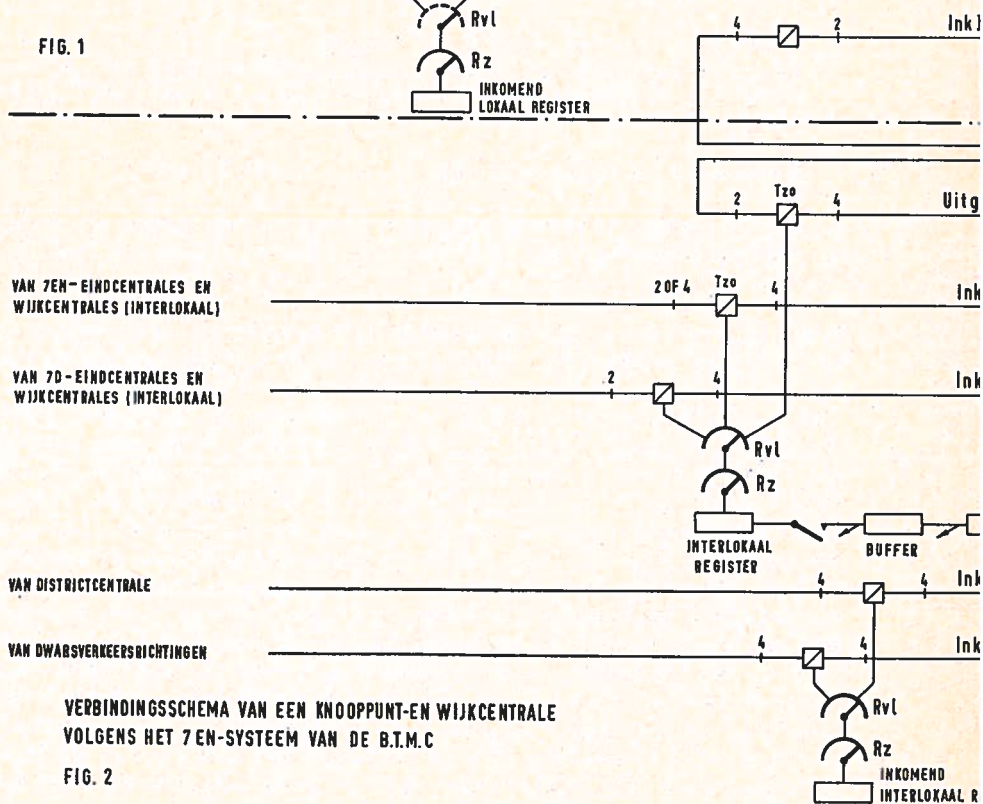 Rvl
4 2 Ink
FIG. 1
Rz
INKOMEND
LOKAAL REGISTER
Tzo
2 4 Uitg
VAN 7EN-EINDCENTRALES EN
WIJKCENTRALES (INTERLOKAAL)
2 OF 4 Tzo 4 Ink
VAN 7D-EINDCENTRALES EN
WIJKCENTRALES (INTERLOKAAL)
2 4 Ink
Rvl
Rz
INTERLOKAAL
REGISTER
BUFFER
VAN DISTRICTCENTRALE
4 4 Ink
VAN DWARSVERKEERSRICHTINGEN
4 4 Ink
Rvl
Rz
INKOMEND
INTERLOKAAL R
VERBINDINGSSCHEMA VAN EEN KNOOPPUNT-EN WIJKCENTRALE
VOLGENS HET 7EN-SYSTEEM VAN DE B.T.M.C
FIG. 2